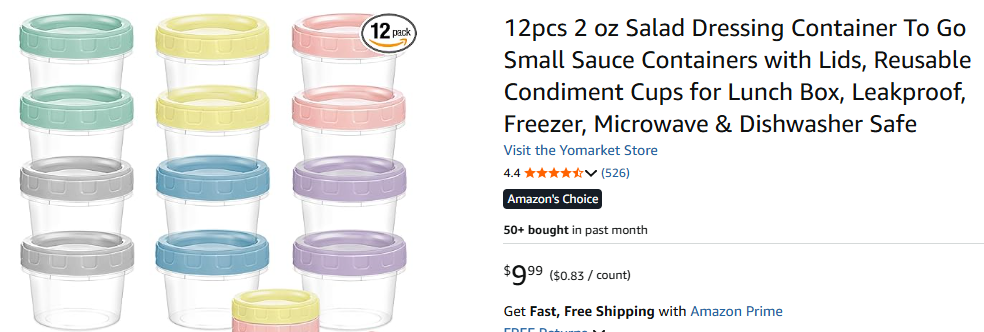 12 pack
12pcs 2 oz Salad Dressing Container To Go
Small Sauce Containers with Lids, Reusable
Condiment Cups for Lunch Box, Leakproof,
Freezer, Microwave & Dishwasher Safe
Visit the Yomarket Store
4.4 (526)
Amazon's Choice
50+ bought in past month
$9.99 ($0.83 / count)
Get Fast, Free Shipping with Amazon Prime
FREE Returns